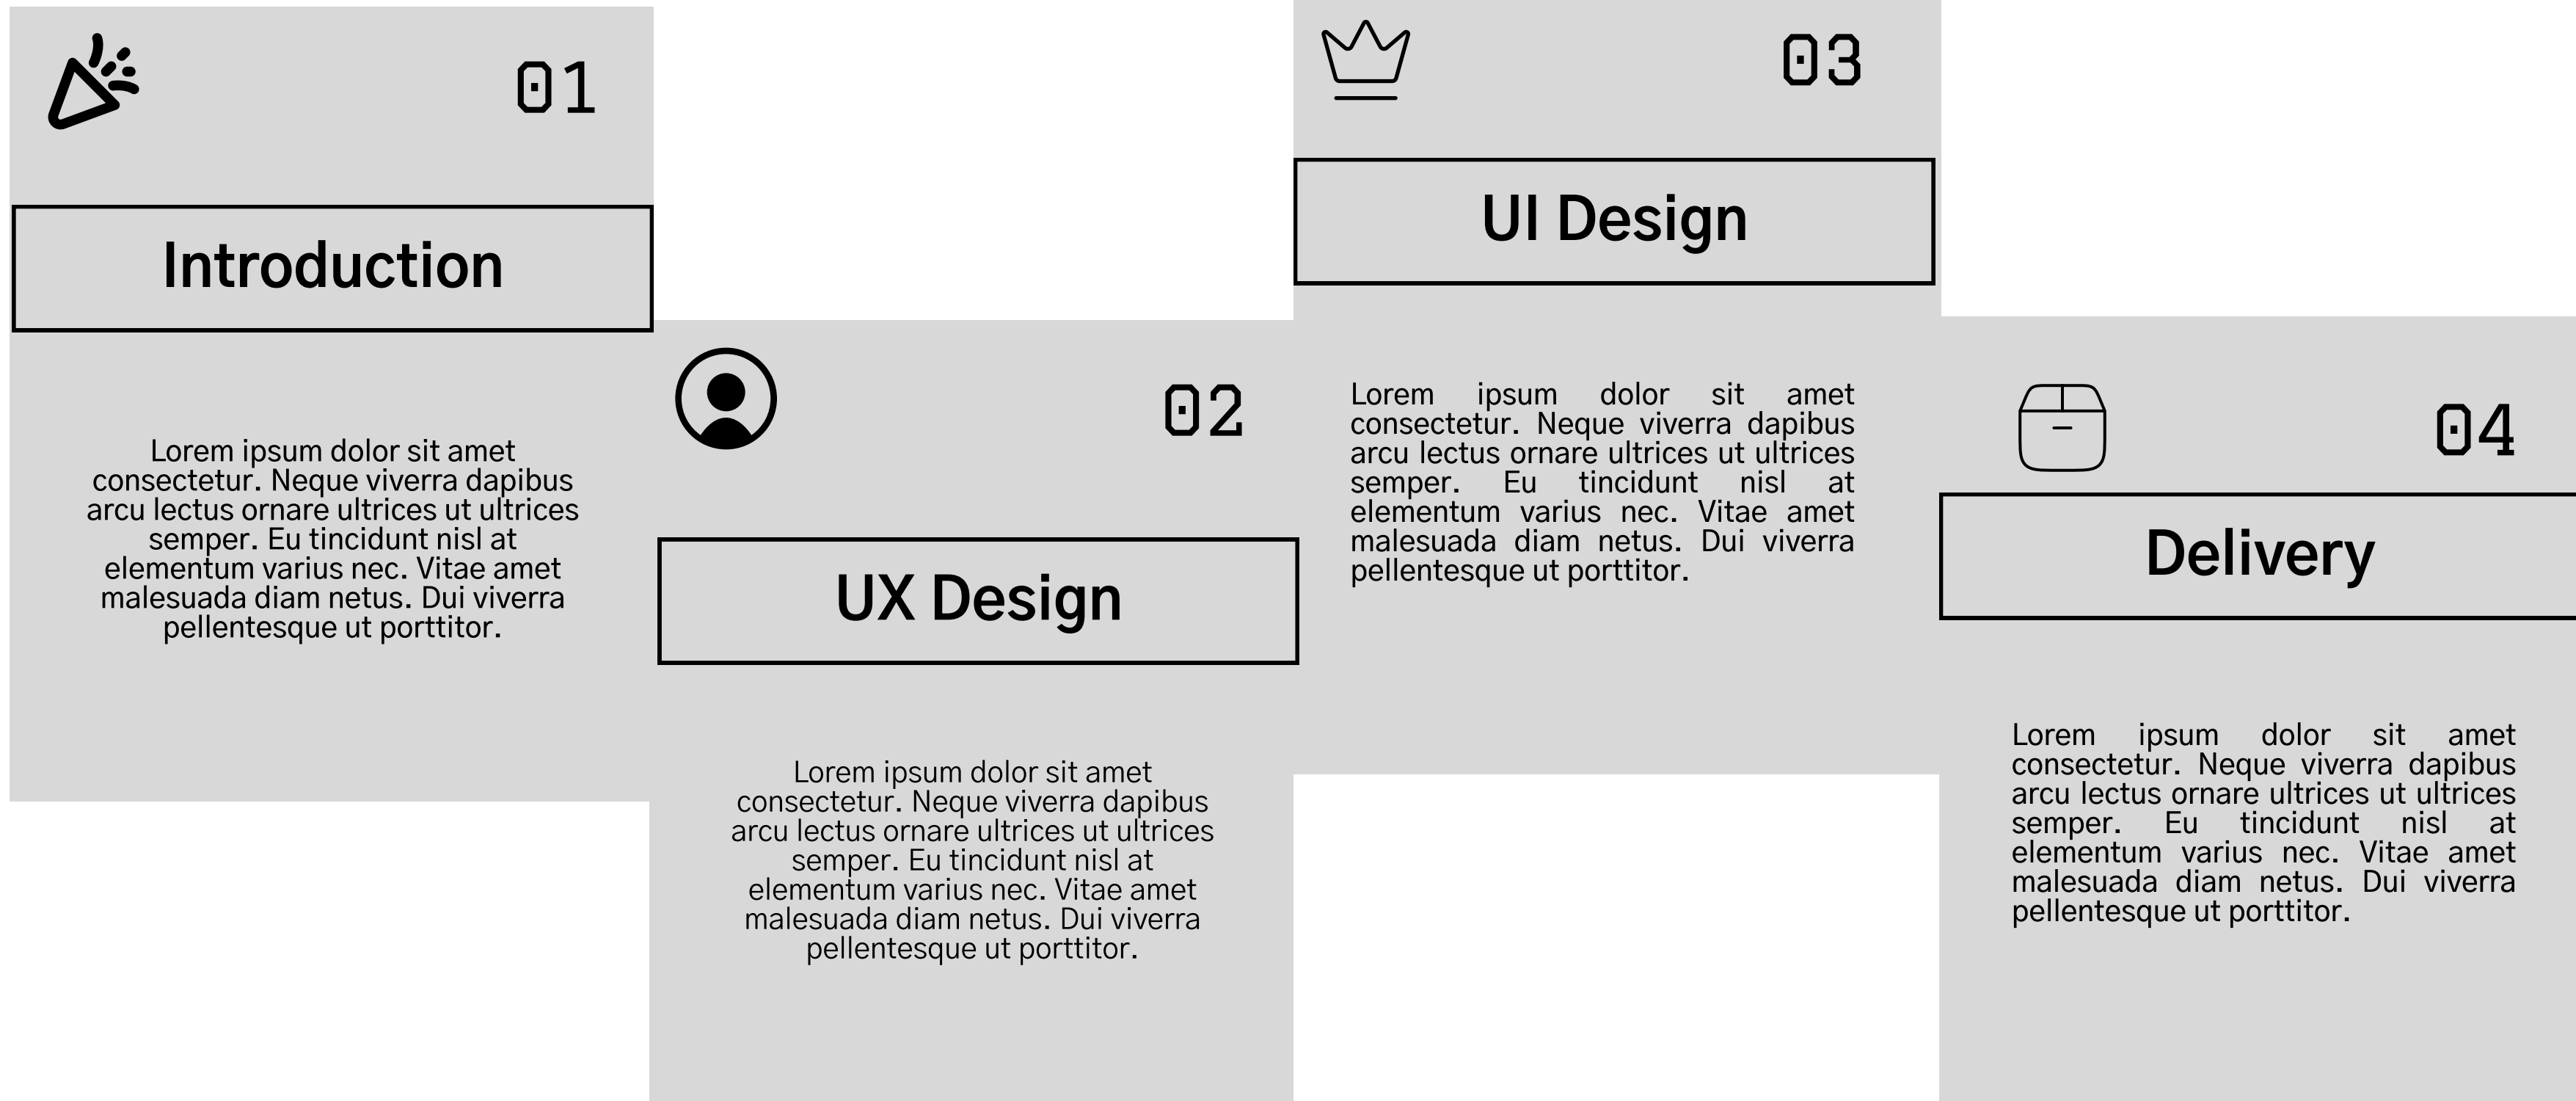 01
Introduction
Lorem ipsum dolor sit amet
consectetur. Neque viverra dapibus
arcu lectus ornare ultrices ut ultrices
semper. Eu tincidunt nisl at
elementum varius nec. Vitae amet
malesuada diam netus. Dui viverra
pellentesque ut porttitor.
02
UX Design
Lorem ipsum dolor sit amet
consectetur. Neque viverra dapibus
arcu lectus ornare ultrices ut ultrices
semper. Eu tincidunt nisl at
elementum varius nec. Vitae amet
malesuada diam netus. Dui viverra
pellentesque ut porttitor.
03
UI Design
Lorem ipsum dolor sit amet
consectetur. Neque viverra dapibus
arcu lectus ornare ultrices ut ultrices
semper. Eu tincidunt nisl at
elementum varius nec. Vitae amet
malesuada diam netus. Dui viverra
pellentesque ut porttitor.
04
Delivery
Lorem ipsum dolor sit amet
consectetur. Neque viverra dapibus
arcu lectus ornare ultrices ut ultrices
semper. Eu tincidunt nisl at
elementum varius nec. Vitae amet
malesuada diam netus. Dui viverra
pellentesque ut porttitor.